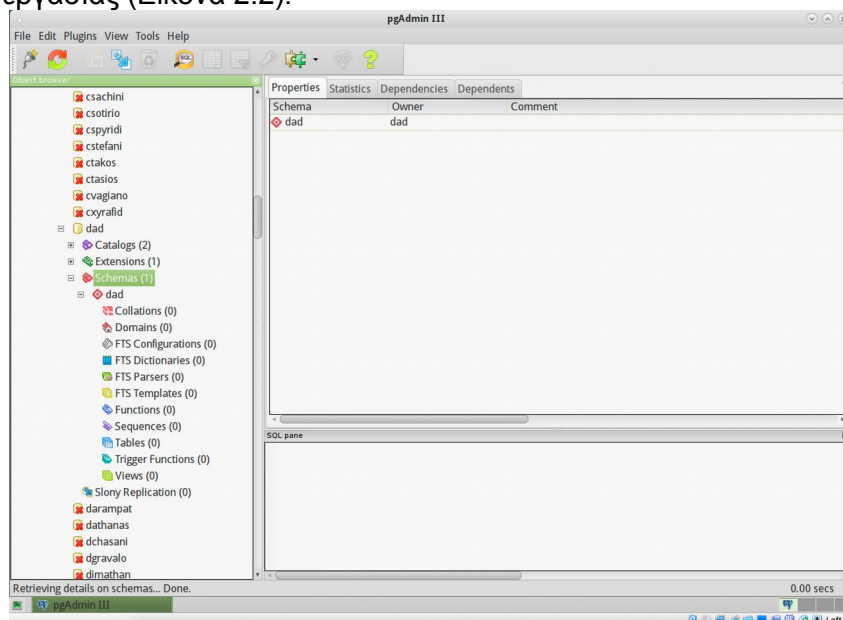 εργασίας (Εικόνα 2.2).
pgAdmin III
File Edit Plugins View Tools Help
Object browser
csachini
csotirio
cspyridi
cstefani
ctakos
ctasios
cvagiano
cxyrafid
dad
Catalogs (2)
Extensions (1)
Schemas (1)
dad
Collations (0)
Domains (0)
FTS Configurations (0)
FTS Dictionaries (0)
FTS Parsers (0)
FTS Templates (0)
Functions (0)
Sequences (0)
Tables (0)
Trigger Functions (0)
Views (0)
Slony Replication (0)
darampat
dathanas
dchasani
dgravalo
dimathan
Properties Statistics Dependencies Dependents
Schema Owner Comment
dad dad
SQL pane
Retrieving details on schemas... Done. 0.00 secs
pgAdmin III
Left